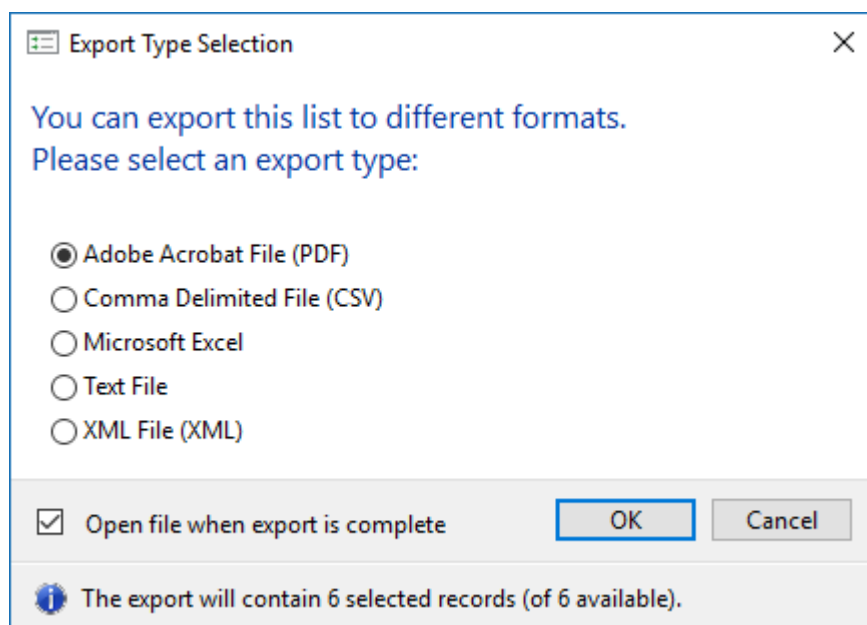 Export Type Selection
You can export this list to different formats.
Please select an export type:
Adobe Acrobat File (PDF)
Comma Delimited File (CSV)
Microsoft Excel
Text File
XML File (XML)
Open file when export is complete
OK
Cancel
The export will contain 6 selected records (of 6 available).